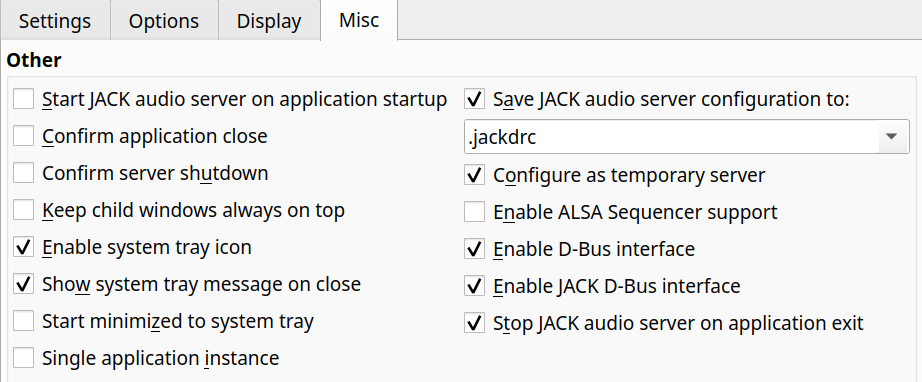 Settings Options Display Misc
Other
Start JACK audio server on application startup
Confirm application close
Confirm server shutdown
Keep child windows always on top
Enable system tray icon
Show system tray message on close
Start minimized to system tray
Single application instance
Save JACK audio server configuration to:
.jackdrc
Configure as temporary server
Enable ALSA Sequencer support
Enable D-Bus interface
Enable JACK D-Bus interface
Stop JACK audio server on application exit